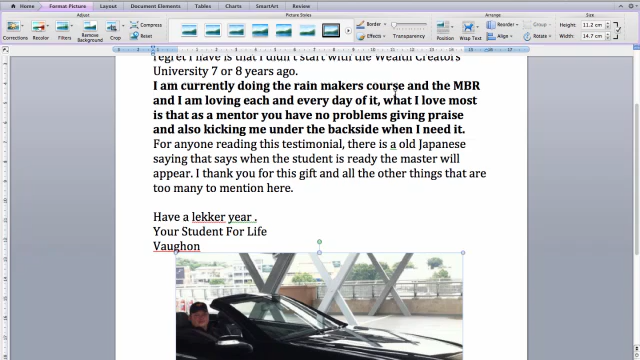 Home
Format Picture
Layout
Document Elements
Tables
Charts
SmartArt
Review
Adjust
Picture Styles
Arrange
Size
Corrections
Recolor
Filters
Remove Background
Crop
Compress
Reset
Border
Effects
Transparency
Position
Wrap Text
Reorder
Align
Group
Rotate
Height: 11.2 cm
Width: 14.7 cm
regret I have is that I didn't start with the Wealth Creators
University 7 or 8 years ago.
I am currently doing the rain makers course and the MBR
and I am loving each and every day of it, what I love most
is that as a mentor you have no problems giving praise
and also kicking me under the backside when I need it.
For anyone reading this testimonial, there is a old Japanese
saying that says when the student is ready the master will
appear. I thank you for this gift and all the other things that are
too many to mention here.
Have a lekker year .
Your Student For Life
Vaughon